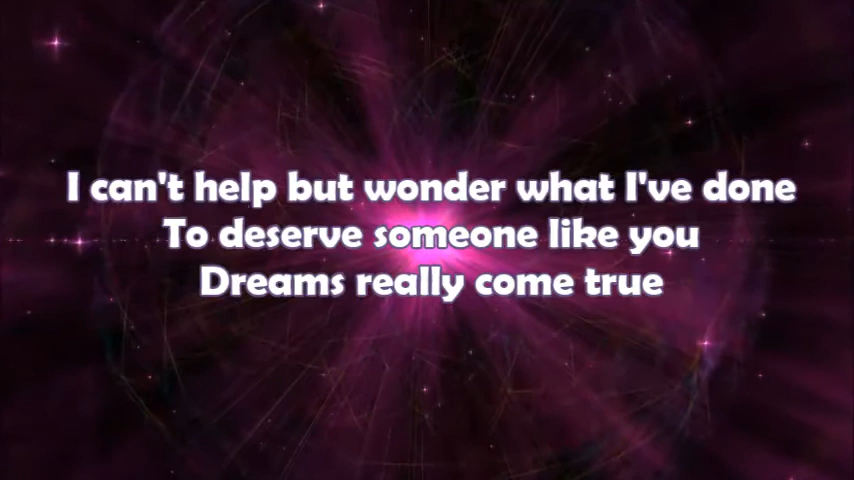 I can't help but wonder what I've done
To deserve someone like you
Dreams really come true